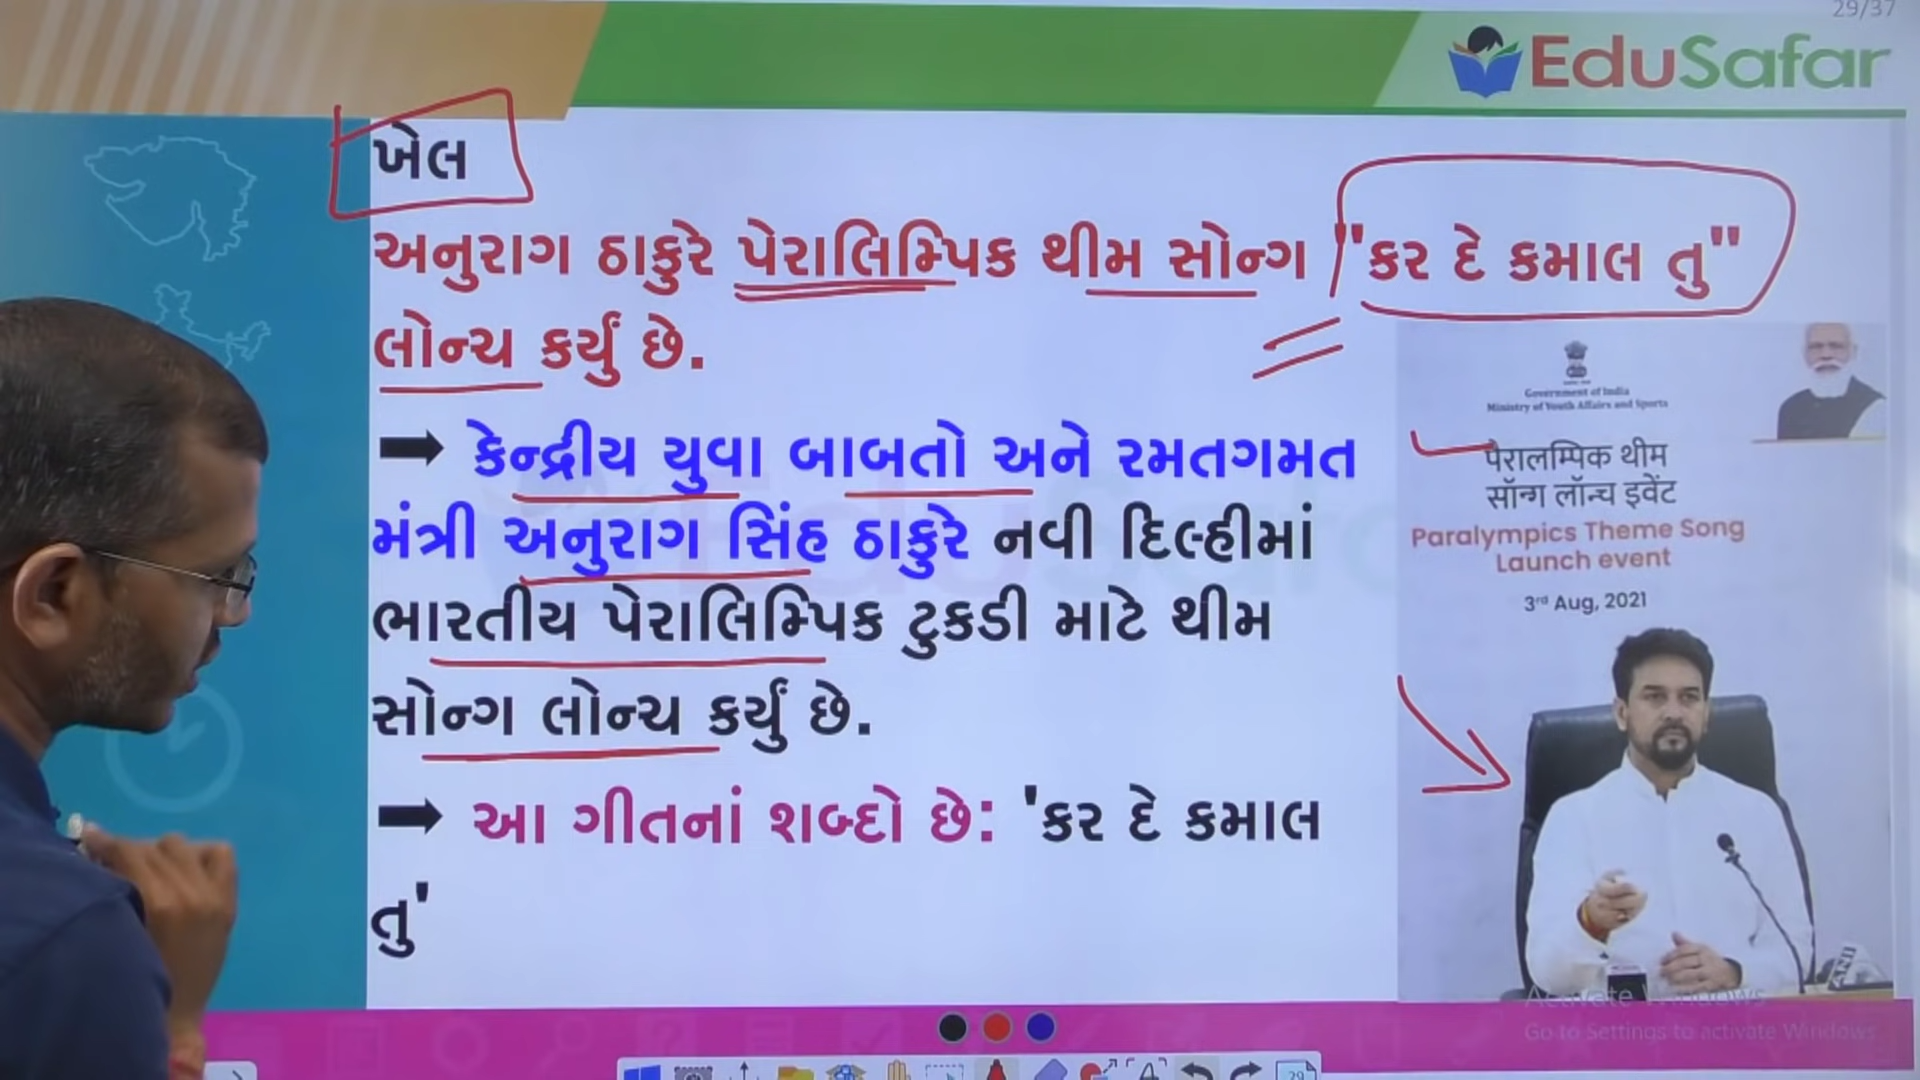 29/37
EduSafar
ખેલ
અનુરાગ ઠાકુરે પેરાલિમ્પિક થીમ સોન્ગ "કર દે કમાલ તુ"
લોન્ચ કર્યું છે.
➡ કેન્દ્રીય યુવા બાબતો અને રમતગમત
મંત્રી અનુરાગ સિંહ ઠાકુરે નવી દિલ્હીમાં
ભારતીય પેરાલિમ્પિક ટુકડી માટે થીમ
સોન્ગ લોન્ચ કર્યું છે.
➡ આ ગીતનાં શબ્દો છે: 'કર દે કમાલ
તુ'
Government of India
Ministry of Youth Affairs and Sports
पैरालम्पिक थीम
सॉन्ग लॉन्च इवेंट
Paralympics Theme Song
Launch event
3rd Aug, 2021
ANI
Activate Windows
Go to Settings to activate Windows.
29